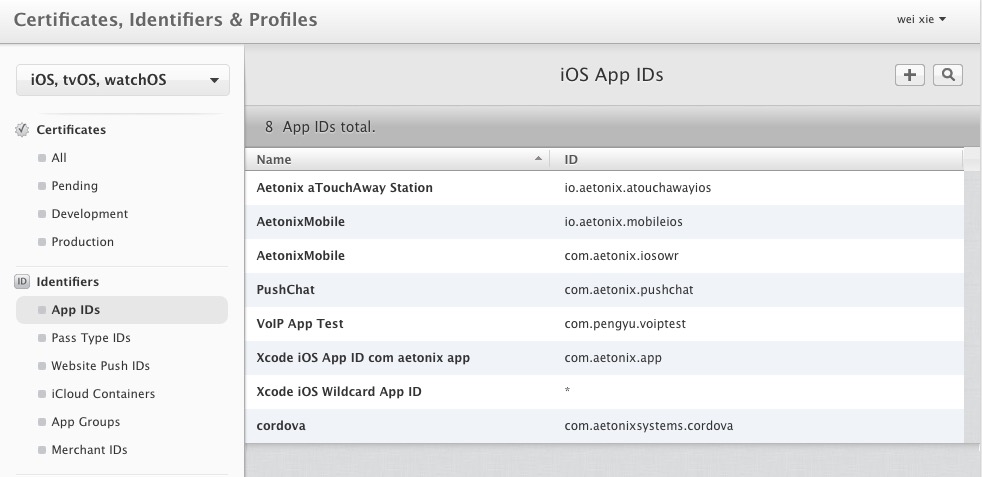 Certificates, Identifiers & Profiles
wei xie
iOS, tvOS, watchOS
Certificates
All
Pending
Development
Production
ID Identifiers
App IDs
Pass Type IDs
Website Push IDs
iCloud Containers
App Groups
Merchant IDs
iOS App IDs
8 App IDs total.
Name ID
Aetonix aTouchAway Station io.aetonix.atouchawayios
AetonixMobile io.aetonix.mobileios
AetonixMobile com.aetonix.iosowr
PushChat com.aetonix.pushchat
VoIP App Test com.pengyu.voiptest
Xcode iOS App ID com aetonix app com.aetonix.app
Xcode iOS Wildcard App ID *
cordova com.aetonixsystems.cordova